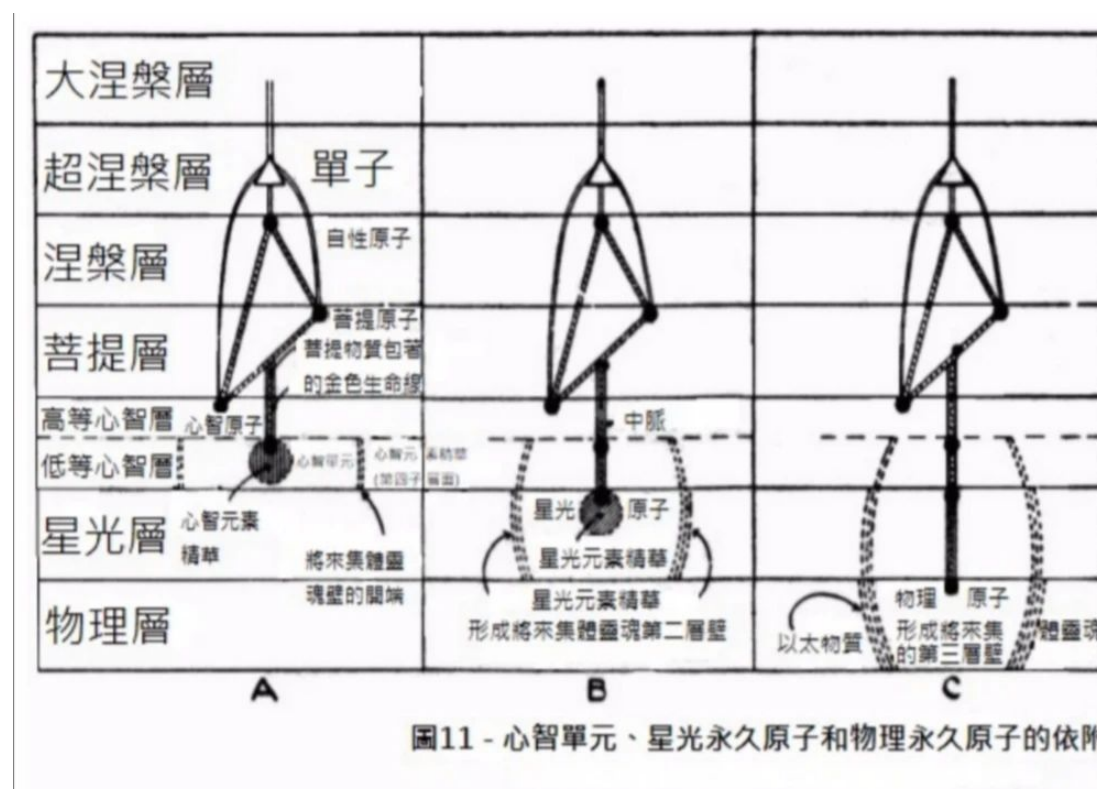 大涅槃層
超涅槃層
單子
涅槃層
自性原子
菩提層
菩提原子
菩提物質包著
的金色生命線
高等心智層
心智原子
低等心智層
心智單元
(第四子層面)
星光層
心智元素
精華
將來集體靈
魂壁的開端
物理層
A
中脈
星光 原子
星光元素精華
星光元素精華
形成將來集體靈魂第二層壁
B
物理 原子
以太物質
形成將來集 體靈魂
的第三層壁
C
圖11 - 心智單元、星光永久原子和物理永久原子的依附